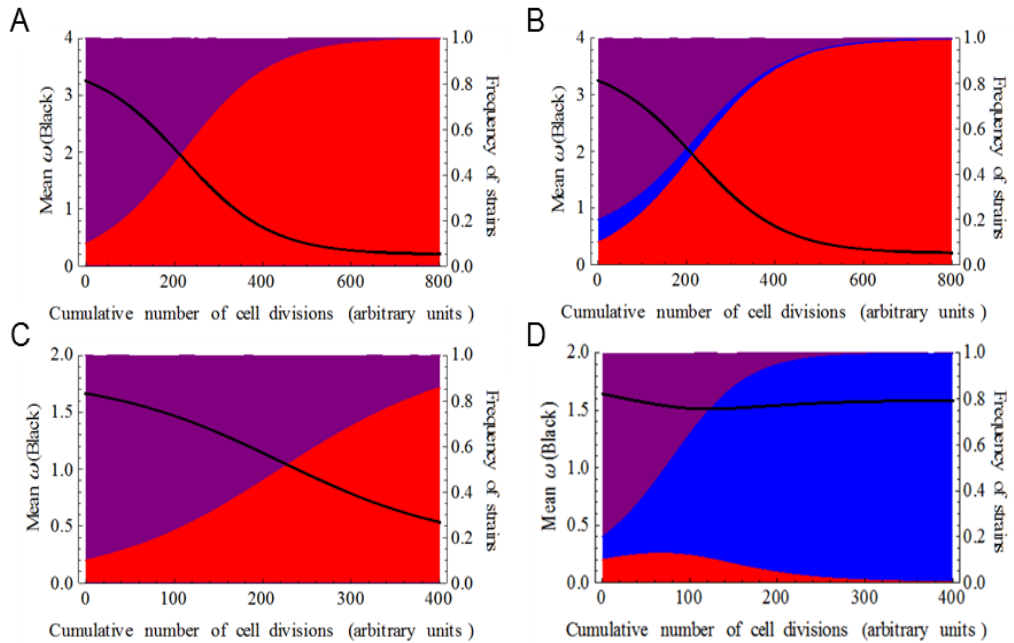 A
4
3
2
1
0
Mean ω(Black)
1.0
0.8
0.6
0.4
0.2
0.0
Frequency of strains
0 200 400 600 800
Cumulative number of cell divisions (arbitrary units )
B
4
3
2
1
0
Mean ω(Black)
1.0
0.8
0.6
0.4
0.2
0.0
Frequency of strains
0 200 400 600 800
Cumulative number of cell divisions (arbitrary units )
C
2.0
1.5
1.0
0.5
0.0
Mean ω(Black)
1.0
0.8
0.6
0.4
0.2
0.0
Frequency of strains
0 100 200 300 400
Cumulative number of cell divisions (arbitrary units )
D
2.0
1.5
1.0
0.5
0.0
Mean ω(Black)
1.0
0.8
0.6
0.4
0.2
0.0
Frequency of strains
0 100 200 300 400
Cumulative number of cell divisions (arbitrary units )